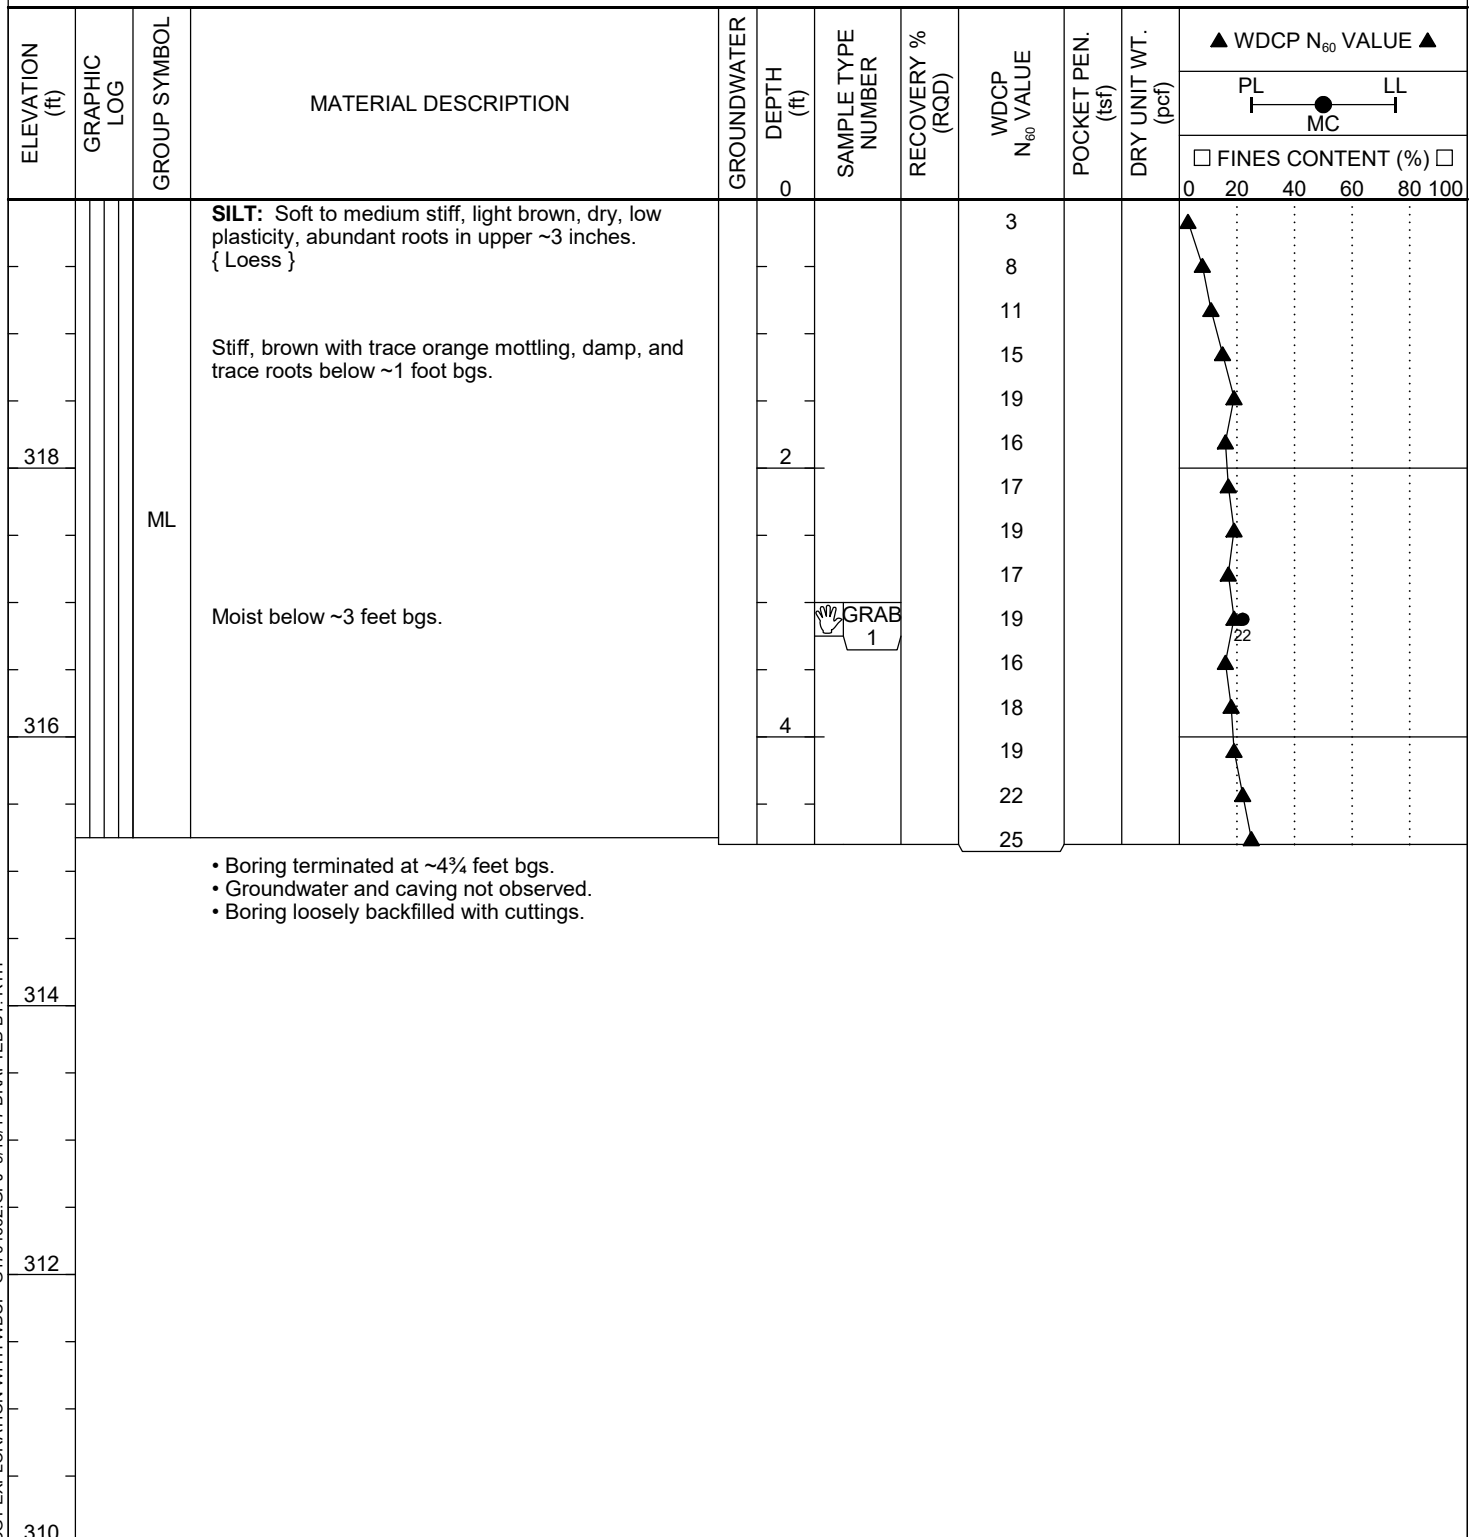 ELEVATION
(ft)
GRAPHIC
LOG
GROUP SYMBOL
MATERIAL DESCRIPTION
GROUNDWATER
DEPTH
(ft)
0
SAMPLE TYPE
NUMBER
RECOVERY %
(RQD)
WDCP
N60 VALUE
POCKET PEN.
(tsf)
DRY UNIT WT.
(pcf)
▲ WDCP N60 VALUE ▲
PL LL
MC
□ FINES CONTENT (%) □
0 20 40 60 80 100
SILT: Soft to medium stiff, light brown, dry, low
plasticity, abundant roots in upper ~3 inches.
{ Loess }
3
8
11
Stiff, brown with trace orange mottling, damp, and
trace roots below ~1 foot bgs.
15
19
16
318
2
17
ML
19
17
Moist below ~3 feet bgs.
GRAB
1
19
22
16
18
316
4
19
22
25
• Boring terminated at ~4¾ feet bgs.
• Groundwater and caving not observed.
• Boring loosely backfilled with cuttings.
314
312
310